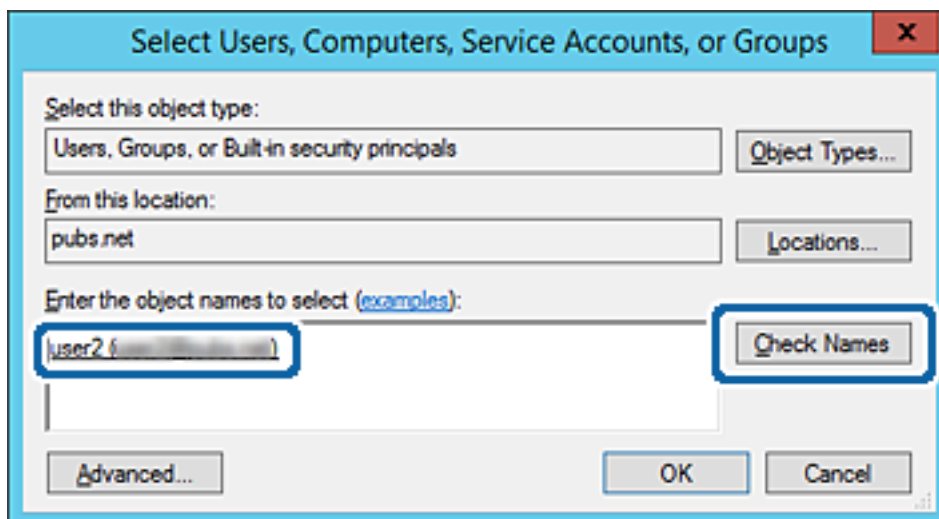 Select Users, Computers, Service Accounts, or Groups
x
Select this object type:
Users, Groups, or Built-in security principals
Object Types...
From this location:
pubs.net
Locations...
Enter the object names to select (examples):
user2 (
Check Names
Advanced...
OK
Cancel